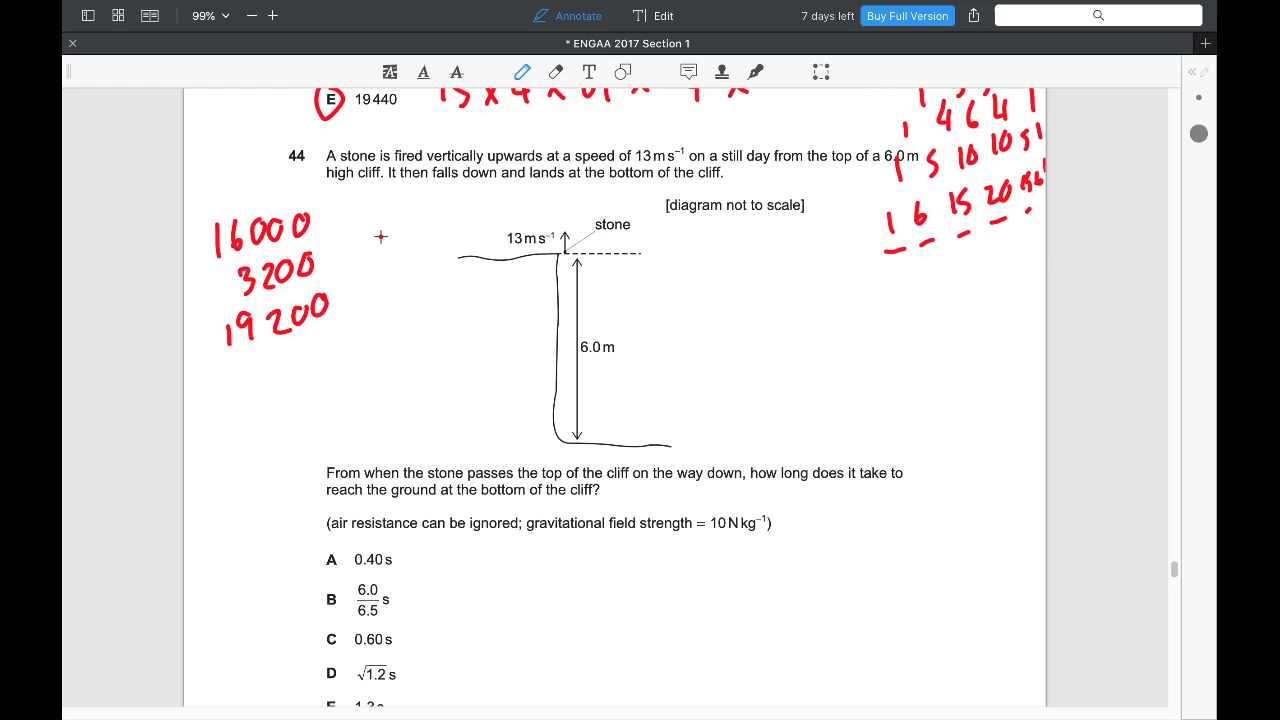 99%
Annotate
Edit
7 days left
Buy Full Version
* ENGAA 2017 Section 1
E 19 440
15 x 4 x
44 A stone is fired vertically upwards at a speed of 13 m s⁻¹ on a still day from the top of a 6.0 m
high cliff. It then falls down and lands at the bottom of the cliff.
[diagram not to scale]
stone
13 m s⁻¹
6.0 m
16000
3200
19200
1 4 6 4 1
1 5 10 10 5 1
1 6 15 20 15 6 1
From when the stone passes the top of the cliff on the way down, how long does it take to
reach the ground at the bottom of the cliff?
(air resistance can be ignored; gravitational field strength = 10 N kg⁻¹)
A 0.40 s
B 6.0/6.5 s
C 0.60 s
D √1.2 s